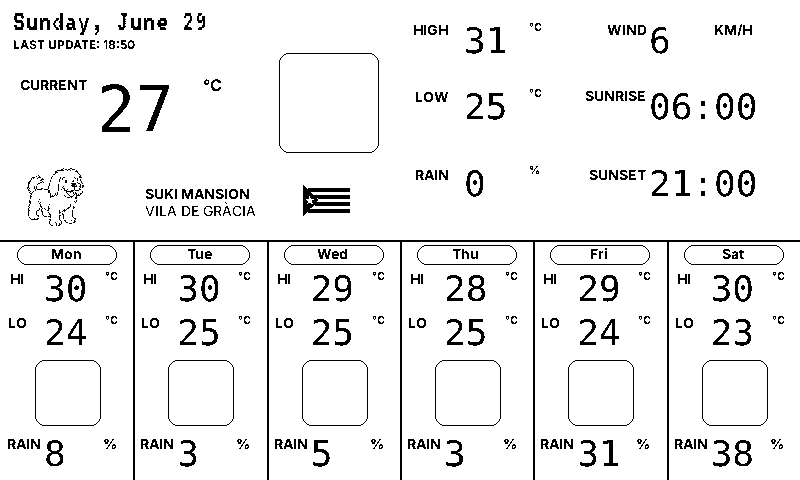 Sunday, June 29
LAST UPDATE: 18:50
CURRENT 27 °C
HIGH 31 °C
LOW 25 °C
RAIN 0 %
WIND 6 KM/H
SUNRISE 06:00
SUNSET 21:00
SUKI MANSION
VILA DE GRÀCIA
Mon
HI 30 °C
LO 24 °C
RAIN 8 %
Tue
HI 30 °C
LO 25 °C
RAIN 3 %
Wed
HI 29 °C
LO 25 °C
RAIN 5 %
Thu
HI 28 °C
LO 25 °C
RAIN 3 %
Fri
HI 29 °C
LO 24 °C
RAIN 31 %
Sat
HI 30 °C
LO 23 °C
RAIN 38 %